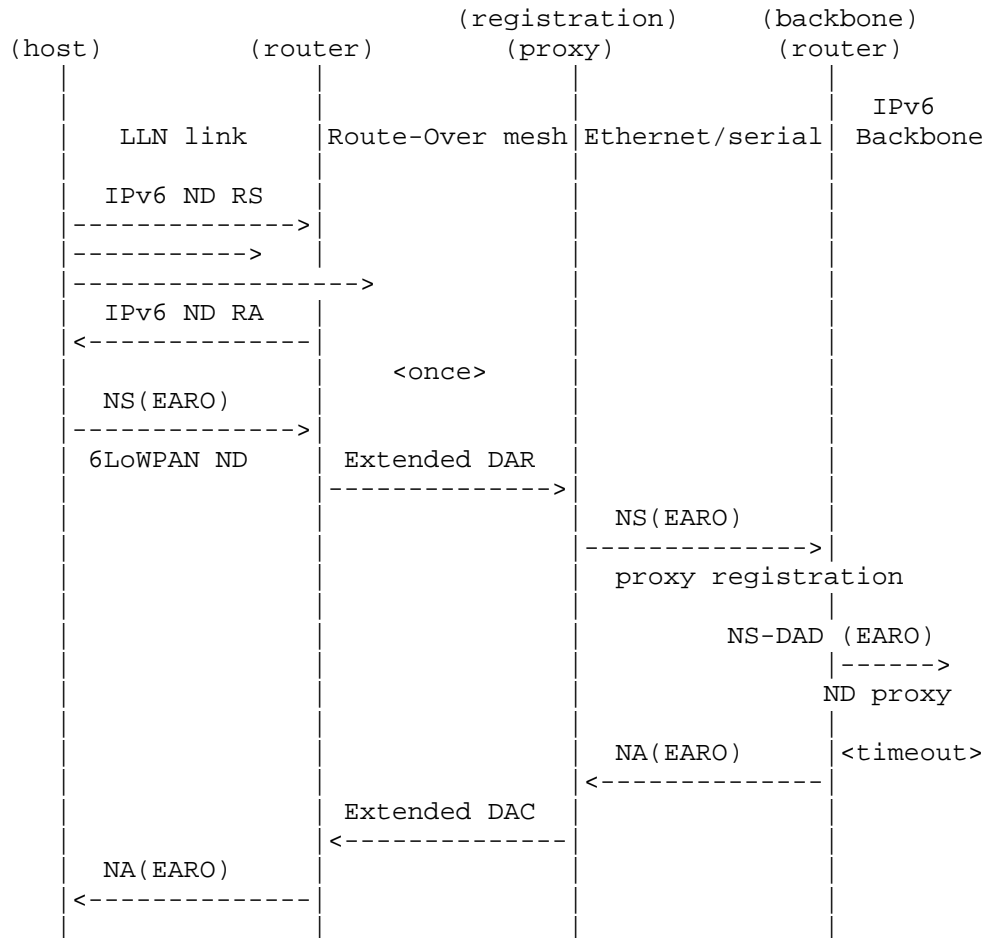 (registration) (backbone)
(host) (router) (proxy) (router)
IPv6
LLN link Route-Over mesh Ethernet/serial Backbone
IPv6 ND RS
IPv6 ND RA
<once>
NS(EARO)
6LoWPAN ND Extended DAR
NS(EARO)
proxy registration
NS-DAD (EARO)
ND proxy
NA(EARO) <timeout>
Extended DAC
NA(EARO)